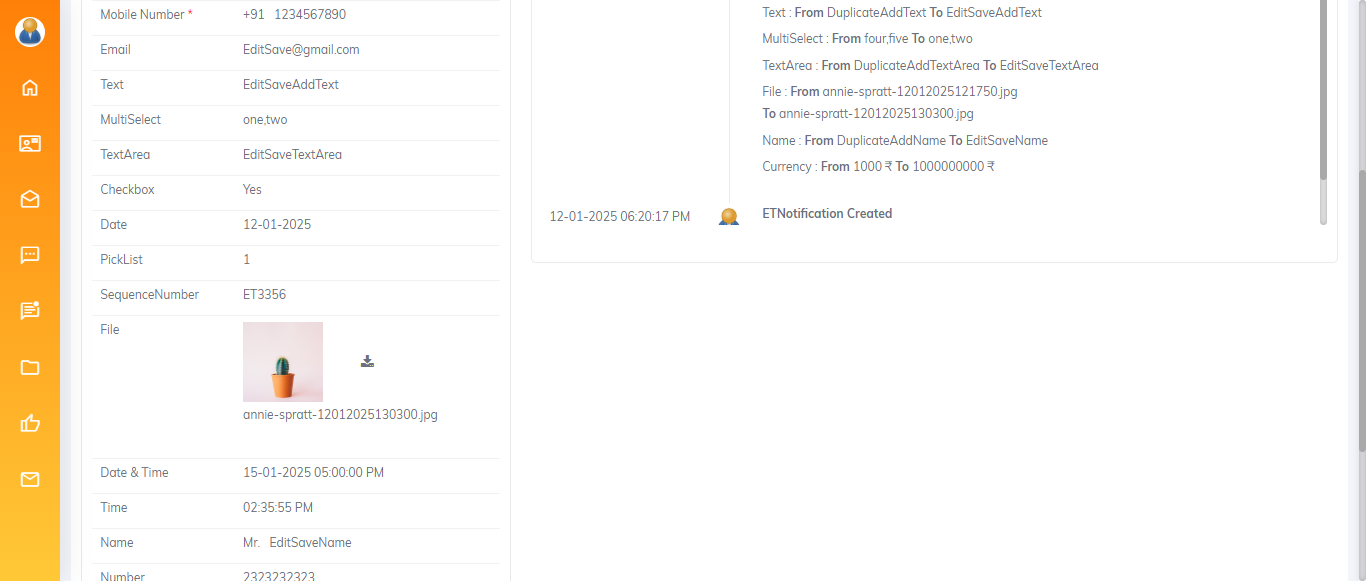 Mobile Number * +91 1234567890
Email EditSave@gmail.com
Text EditSaveAddText
MultiSelect one,two
TextArea EditSaveTextArea
Checkbox Yes
Date 12-01-2025
PickList 1
SequenceNumber ET3356
File
annie-spratt-12012025130300.jpg
Date & Time 15-01-2025 05:00:00 PM
Time 02:35:55 PM
Name Mr. EditSaveName
Number 2323232323
Text : From DuplicateAddText To EditSaveAddText
MultiSelect : From four,five To one,two
TextArea : From DuplicateAddTextArea To EditSaveTextArea
File : From annie-spratt-12012025121750.jpg
To annie-spratt-12012025130300.jpg
Name : From DuplicateAddName To EditSaveName
Currency : From 1000 ₹ To 1000000000 ₹
12-01-2025 06:20:17 PM ETNotification Created